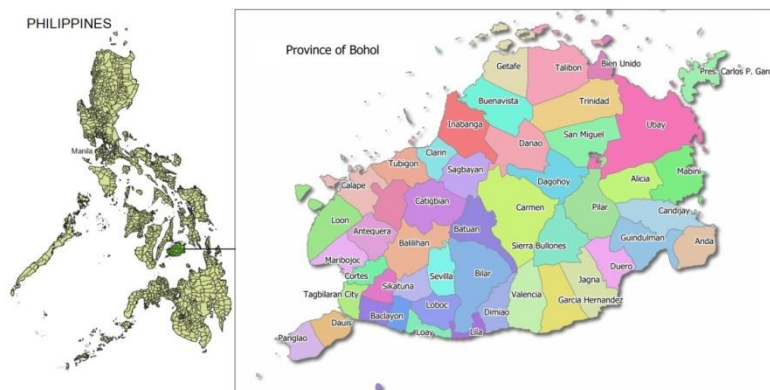 PHILIPPINES
Manila
Province of Bohol
Getafe
Talibon
Bien Unido
Pres. Carlos P. Garc
Buenavista
Trinidad
Inabanga
Danao
San Miguel
Ubay
Clarin
Tubigon
Sagbayan
Dagohoy
Alicia
Mabini
Calape
Catigbian
Carmen
Pilar
Candijay
Loon
Antequera
Batuan
Balilihan
Sierra Bullones
Guindulman
Anda
Maribojoc
Cortes
Sevilla
Bilar
Duero
Sikatuna
Jagna
Tagbilaran City
Loboc
Valencia
Garcia Hernandez
Baclayon
Dimiao
Dauis
Loay
Lila
Panglao